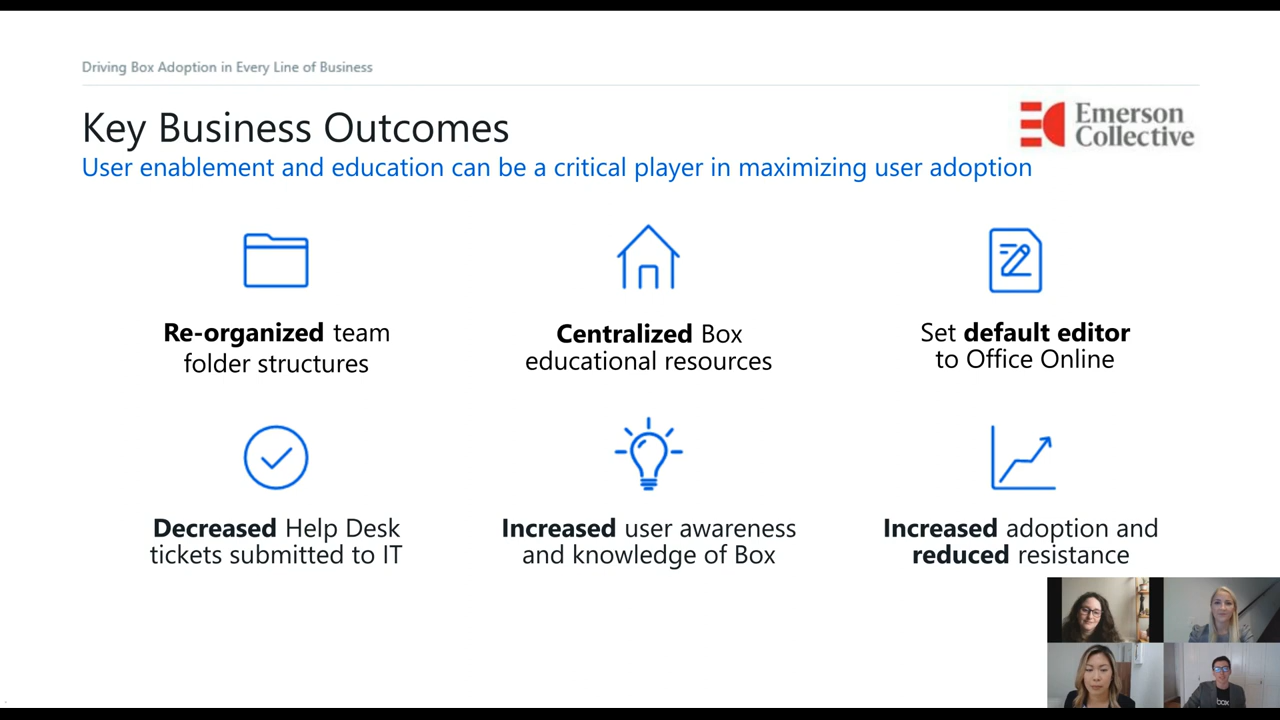 Driving Box Adoption in Every Line of Business
Key Business Outcomes
Emerson
Collective
User enablement and education can be a critical player in maximizing user adoption
Re-organized team
folder structures
Centralized Box
educational resources
Set default editor
to Office Online
Decreased Help Desk
tickets submitted to IT
Increased user awareness
and knowledge of Box
Increased adoption and
reduced resistance
box